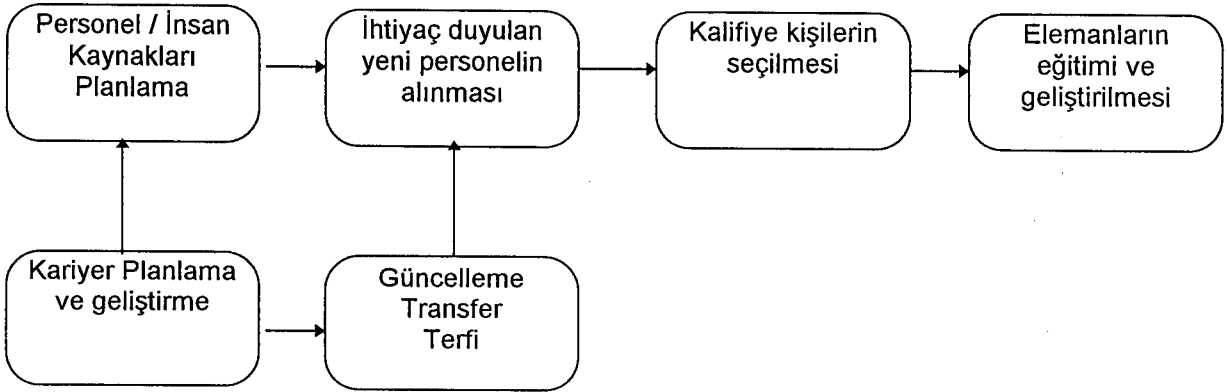 Personel / İnsan
Kaynakları
Planlama
İhtiyaç duyulan
yeni personelin
alınması
Kalifiye kişilerin
seçilmesi
Elemanların
eğitimi ve
geliştirilmesi
Kariyer Planlama
ve geliştirme
Güncelleme
Transfer
Terfi